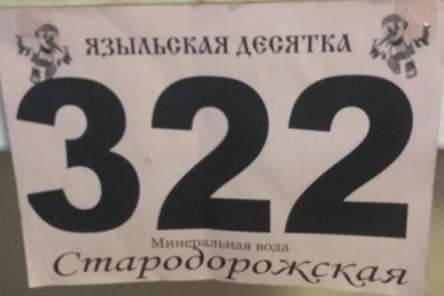 ЯЗЫЛЬСКАЯ ДЕСЯТКА
322
Минеральная вода
Стародорожская